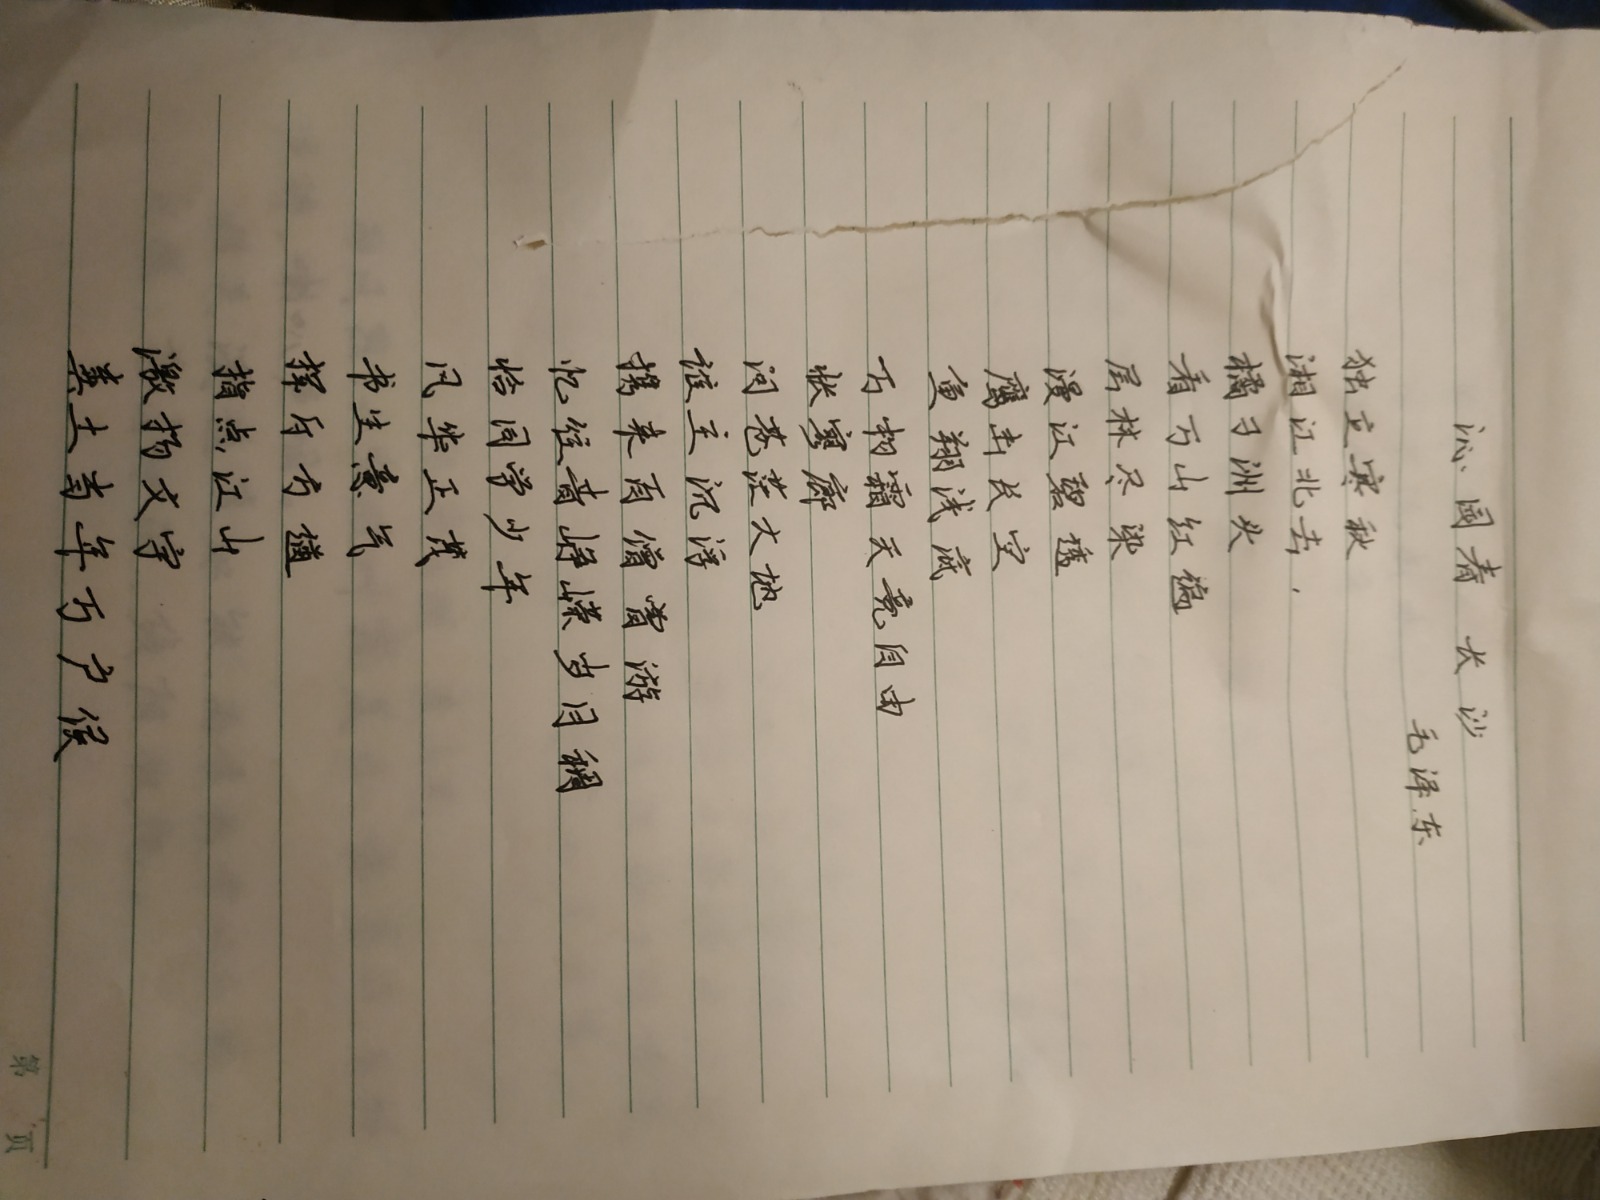 沁园春 长沙
毛泽东
独立寒秋
湘江北去,
橘子洲头
看万山红遍
层林尽染
漫江碧透
鹰击长空
鱼翔浅底
万物霜天竞自由
怅寥廓
问苍茫大地
谁主沉浮
携来百侣曾游
忆往昔峥嵘岁月稠
恰同学少年
风华正茂
书生意气
挥斥方遒
指点江山
激扬文字
粪土当年万户侯
第 页